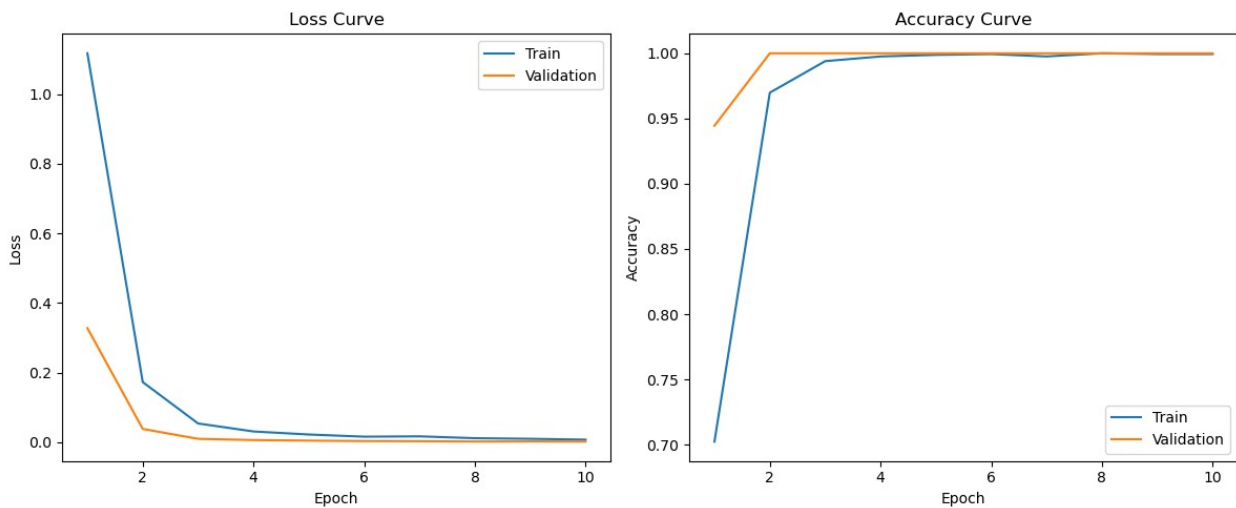 Loss Curve
Train
Validation
1.0
0.8
0.6
0.4
0.2
0.0
Loss
2
4
6
8
10
Epoch
Accuracy Curve
1.00
0.95
0.90
0.85
0.80
0.75
0.70
Accuracy
Train
Validation
2
4
6
8
10
Epoch